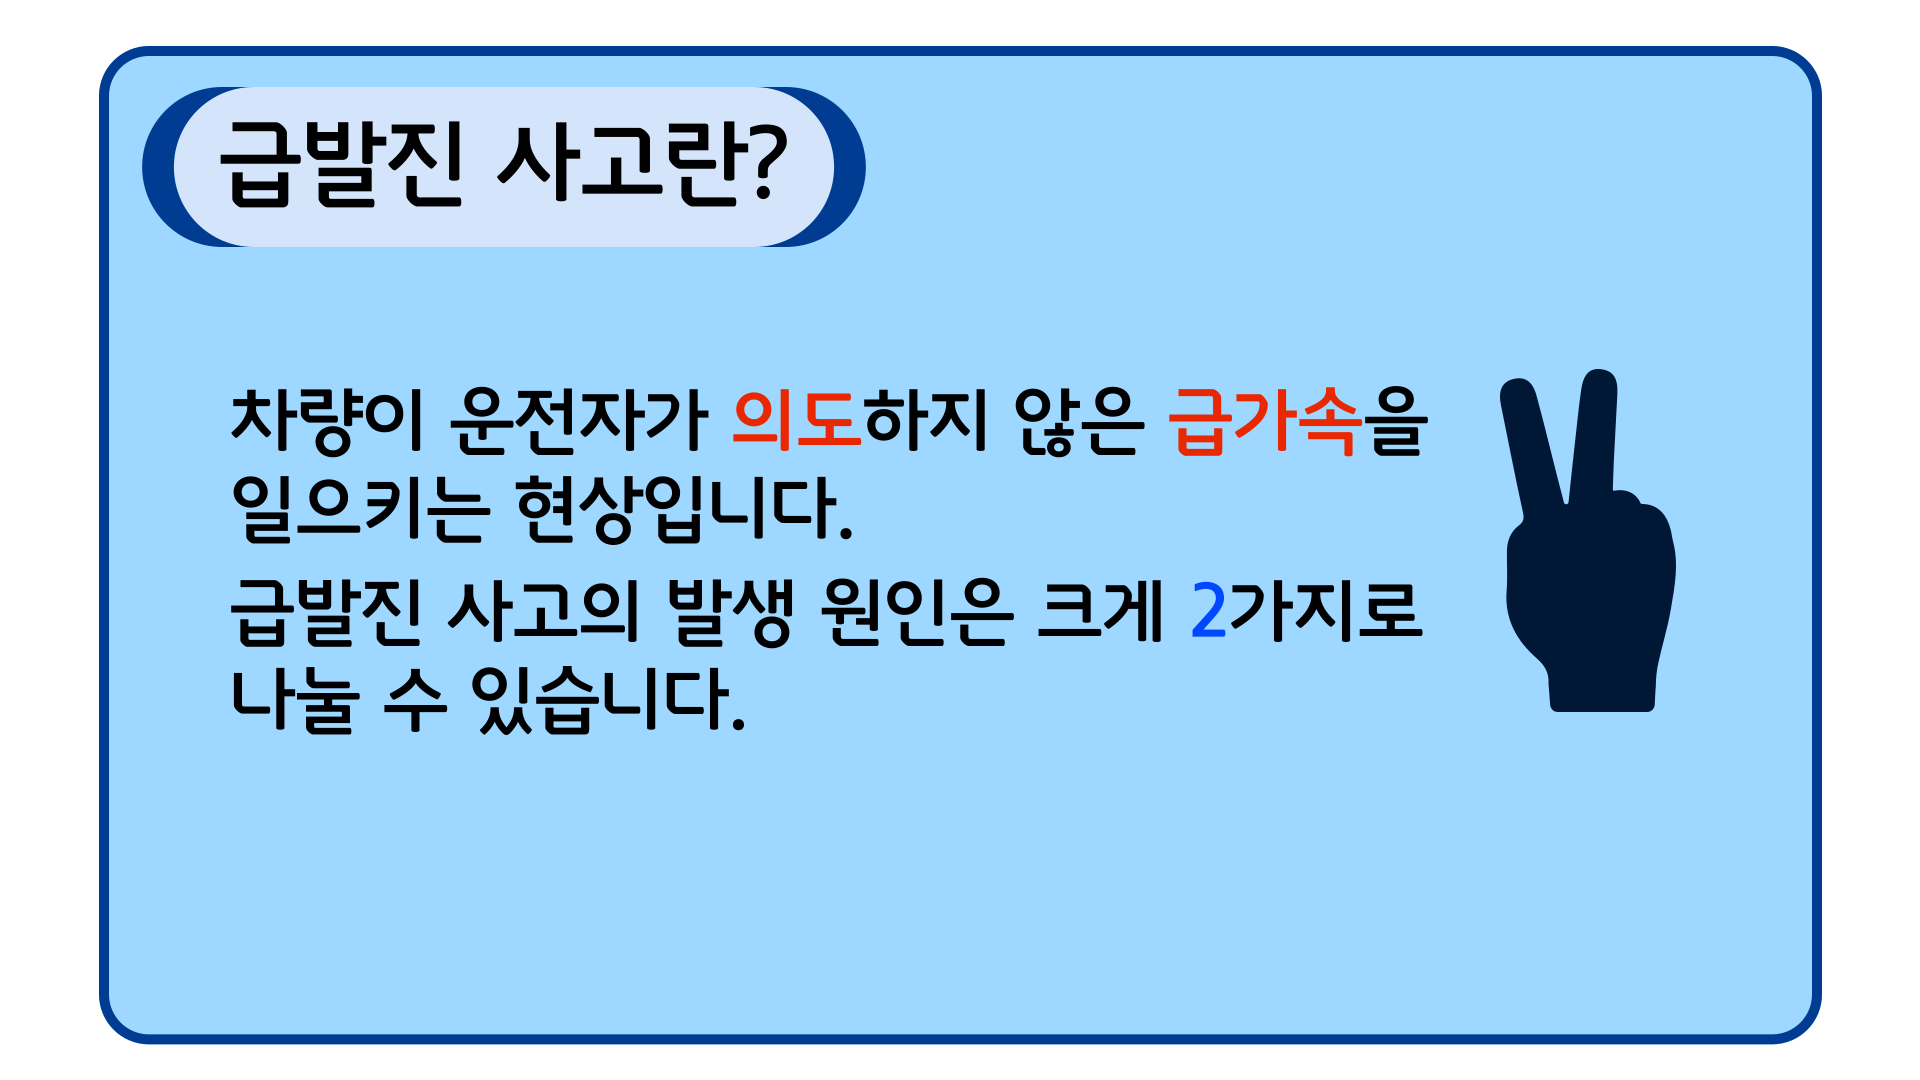 급발진 사고란?
차량이 운전자가 의도하지 않은 급가속을
일으키는 현상입니다.
급발진 사고의 발생 원인은 크게 2가지로
나눌 수 있습니다.